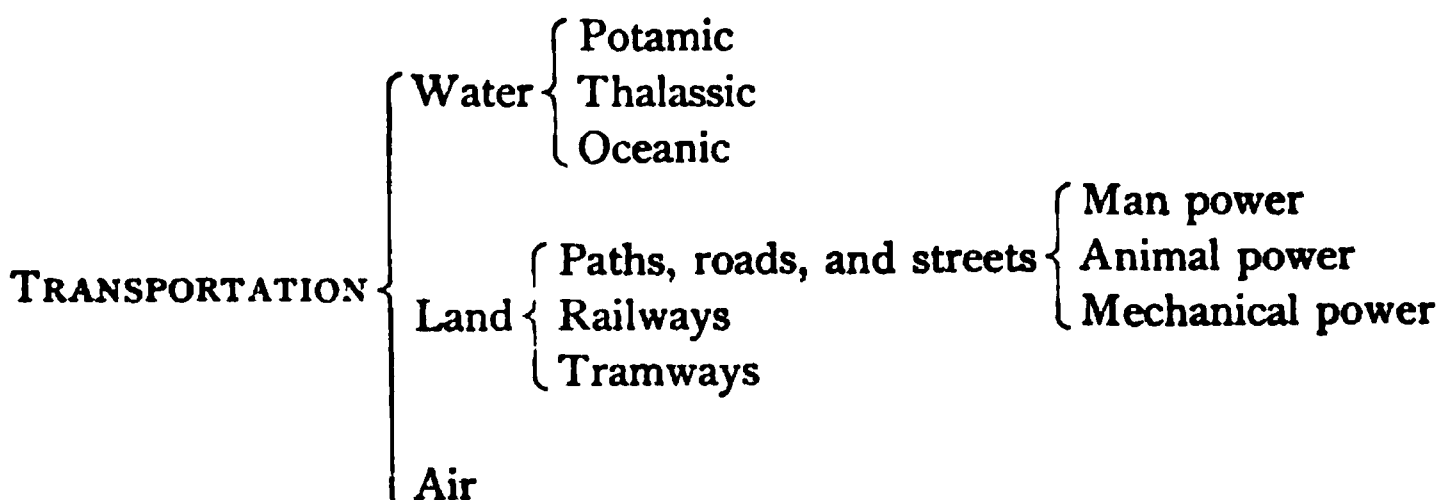 TRANSPORTATION
Water
Potamic
Thalassic
Oceanic
Land
Paths, roads, and streets
Man power
Animal power
Mechanical power
Railways
Tramways
Air